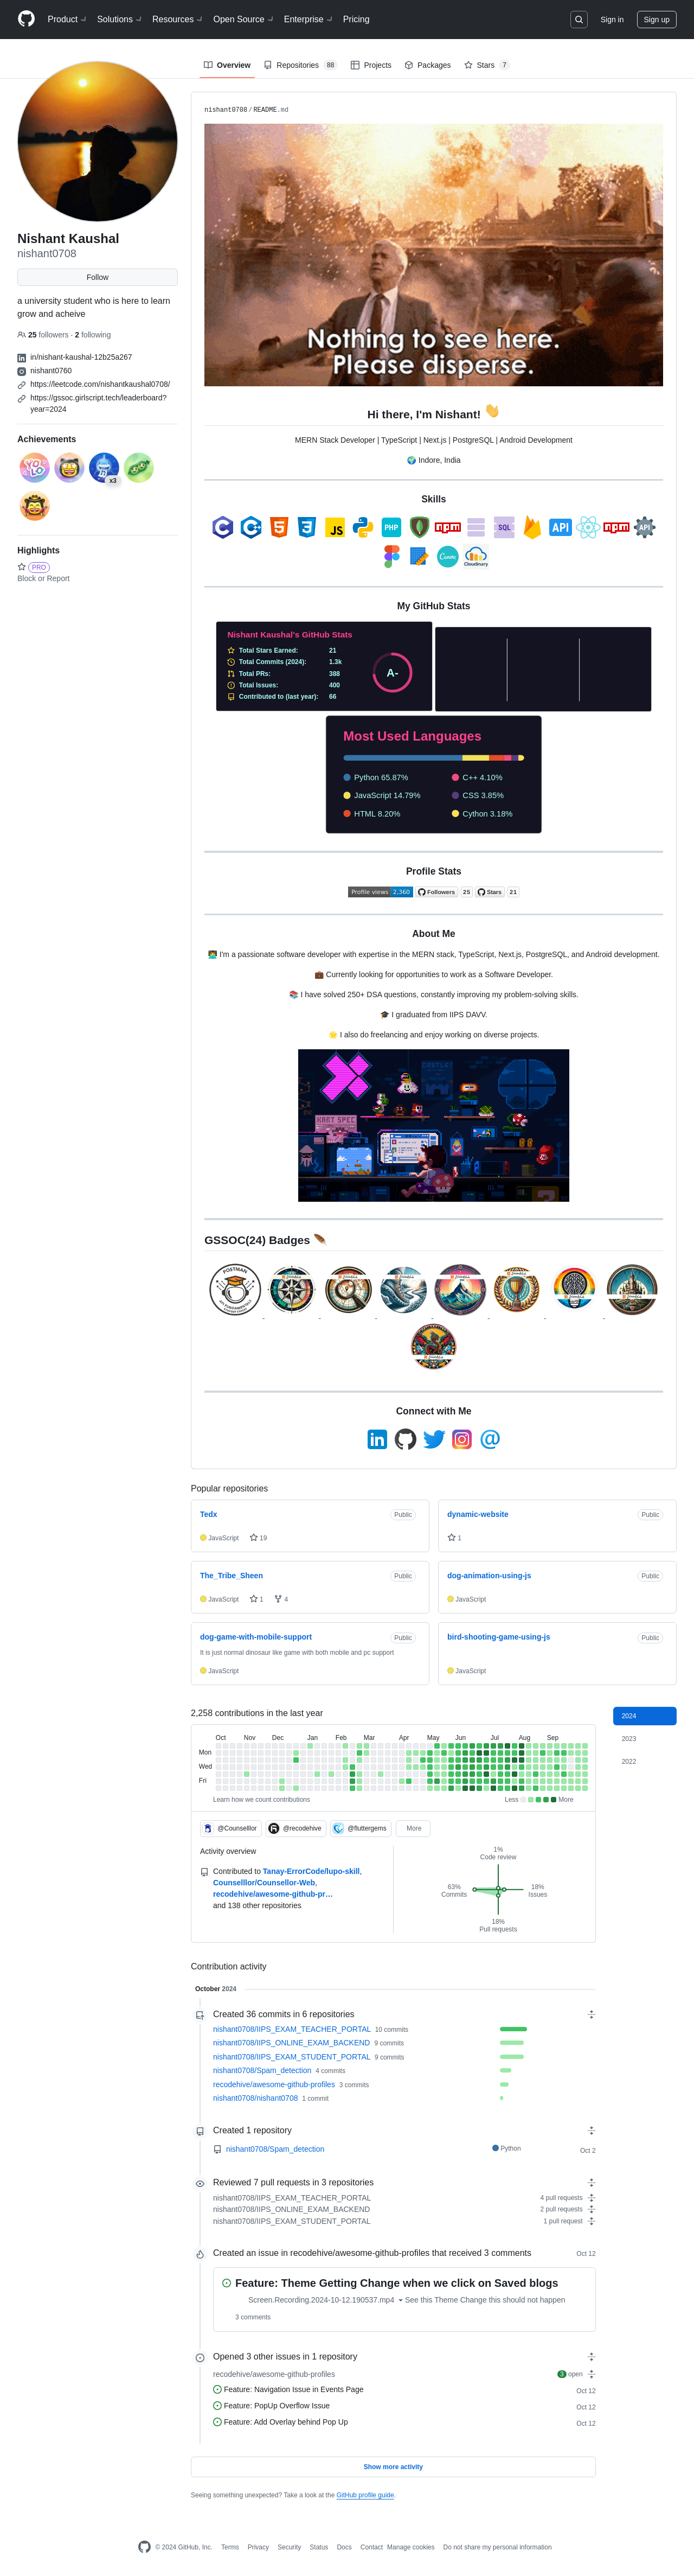 Product
Solutions
Resources
Open Source
Enterprise
Pricing
Sign in
Sign up
Overview
Repositories 88
Projects
Packages
Stars 7
Nishant Kaushal
nishant0708
Follow
a university student who is here to learn
grow and acheive
25 followers · 2 following
in/nishant-kaushal-12b25a267
nishant0760
https://leetcode.com/nishantkaushal0708/
https://gssoc.girlscript.tech/leaderboard?
year=2024
Achievements
YOLO
x3
Highlights
PRO
Block or Report
nishant0708/README.md
Nothing to see here.
Please disperse.
Hi there, I'm Nishant! 👋
MERN Stack Developer | TypeScript | Next.js | PostgreSQL | Android Development
🌍 Indore, India
Skills
C C++ 5 3 JS PHP npm SQL API npm API
Canva Cloudinary
My GitHub Stats
Nishant Kaushal's GitHub Stats
Total Stars Earned: 21
Total Commits (2024): 1.3k
Total PRs: 388
Total Issues: 400
Contributed to (last year): 66
A-
Most Used Languages
Python 65.87%
JavaScript 14.79%
HTML 8.20%
C++ 4.10%
CSS 3.85%
Cython 3.18%
Profile Stats
Profile views 2,360 Followers 25 Stars 21
About Me
👨‍💻 I'm a passionate software developer with expertise in the MERN stack, TypeScript, Next.js, PostgreSQL, and Android development.
💼 Currently looking for opportunities to work as a Software Developer.
📚 I have solved 250+ DSA questions, constantly improving my problem-solving skills.
🎓 I graduated from IIPS DAVV.
🌟 I also do freelancing and enjoy working on diverse projects.
KART SPEC
GSSOC(24) Badges
POSTMAN
Connect with Me
Popular repositories
Tedx Public
JavaScript 19
dynamic-website Public
1
The_Tribe_Sheen Public
JavaScript 1 4
dog-animation-using-js Public
JavaScript
dog-game-with-mobile-support Public
It is just normal dinosaur like game with both mobile and pc support
JavaScript
bird-shooting-game-using-js Public
JavaScript
2,258 contributions in the last year
2024
2023
2022
Oct Nov Dec Jan Feb Mar Apr May Jun Jul Aug Sep
Mon
Wed
Fri
Learn how we count contributions
Less More
@Counselllor
@recodehive
@fluttergems
More
Activity overview
Contributed to Tanay-ErrorCode/lupo-skill,
Counselllor/Counsellor-Web,
recodehive/awesome-github-pr…
and 138 other repositories
1%
Code review
63%
Commits
18%
Issues
18%
Pull requests
Contribution activity
October 2024
Created 36 commits in 6 repositories
nishant0708/IIPS_EXAM_TEACHER_PORTAL 10 commits
nishant0708/IIPS_ONLINE_EXAM_BACKEND 9 commits
nishant0708/IIPS_EXAM_STUDENT_PORTAL 9 commits
nishant0708/Spam_detection 4 commits
recodehive/awesome-github-profiles 3 commits
nishant0708/nishant0708 1 commit
Created 1 repository
nishant0708/Spam_detection Python Oct 2
Reviewed 7 pull requests in 3 repositories
nishant0708/IIPS_EXAM_TEACHER_PORTAL 4 pull requests
nishant0708/IIPS_ONLINE_EXAM_BACKEND 2 pull requests
nishant0708/IIPS_EXAM_STUDENT_PORTAL 1 pull request
Created an issue in recodehive/awesome-github-profiles that received 3 comments Oct 12
Feature: Theme Getting Change when we click on Saved blogs
Screen.Recording.2024-10-12.190537.mp4 See this Theme Change this should not happen
3 comments
Opened 3 other issues in 1 repository
recodehive/awesome-github-profiles 3 open
Feature: Navigation Issue in Events Page Oct 12
Feature: PopUp Overflow Issue Oct 12
Feature: Add Overlay behind Pop Up Oct 12
Show more activity
Seeing something unexpected? Take a look at the GitHub profile guide.
© 2024 GitHub, Inc. Terms Privacy Security Status Docs Contact Manage cookies Do not share my personal information